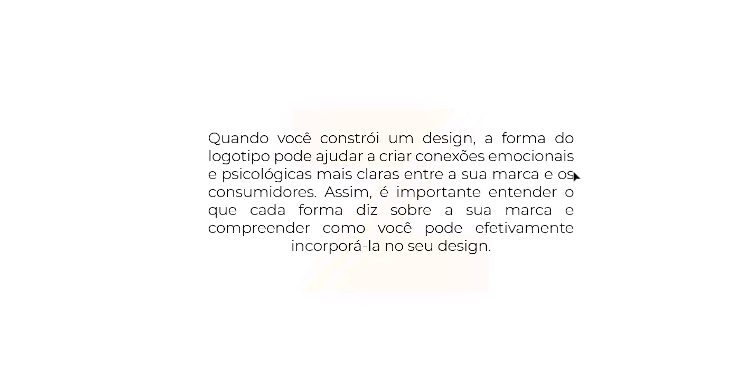 Quando você constrói um design, a forma do
logotipo pode ajudar a criar conexões emocionais
e psicológicas mais claras entre a sua marca e os
consumidores. Assim, é importante entender o
que cada forma diz sobre a sua marca e
compreender como você pode efetivamente
incorporá-la no seu design.